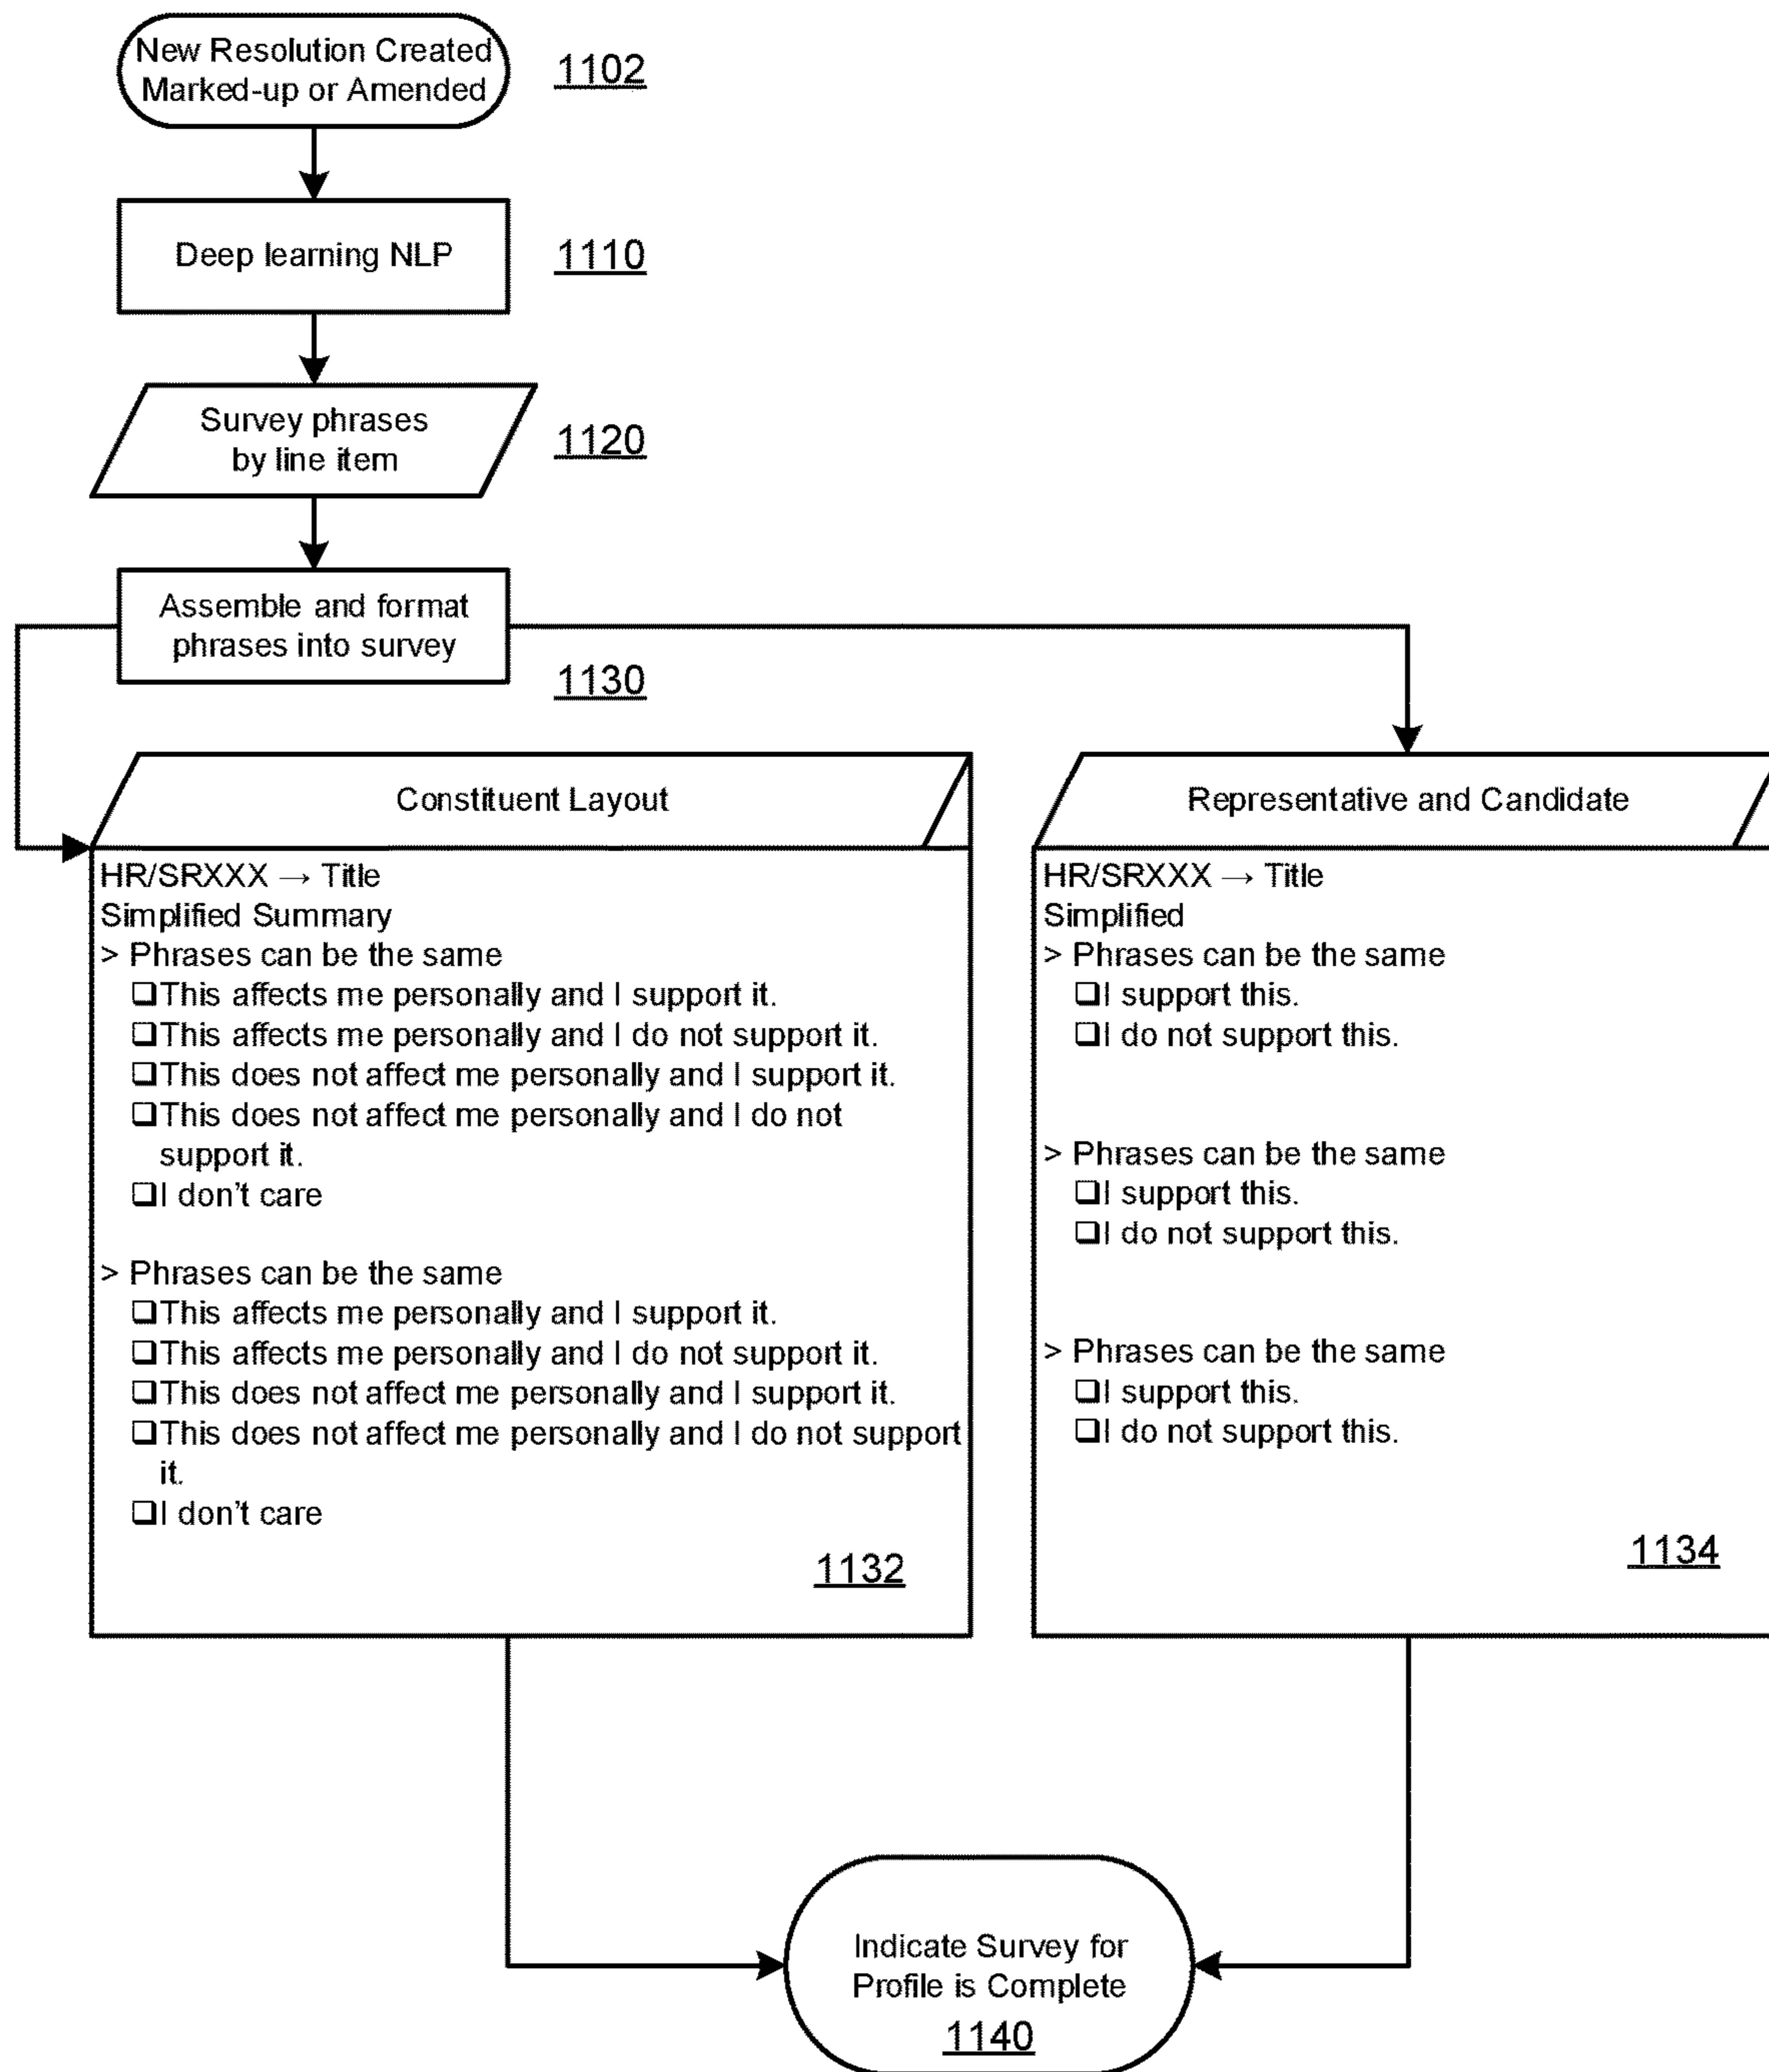 New Resolution Created
Marked-up or Amended
1102
Deep learning NLP
1110
Survey phrases
by line item
1120
Assemble and format
phrases into survey
1130
Constituent Layout
HR/SRXXX → Title
Simplified Summary
> Phrases can be the same
❑This affects me personally and I support it.
❑This affects me personally and I do not support it.
❑This does not affect me personally and I support it.
❑This does not affect me personally and I do not
support it.
❑I don't care
> Phrases can be the same
❑This affects me personally and I support it.
❑This affects me personally and I do not support it.
❑This does not affect me personally and I support it.
❑This does not affect me personally and I do not support
it.
❑I don't care
1132
Representative and Candidate
HR/SRXXX → Title
Simplified
> Phrases can be the same
❑I support this.
❑I do not support this.
> Phrases can be the same
❑I support this.
❑I do not support this.
> Phrases can be the same
❑I support this.
❑I do not support this.
1134
Indicate Survey for
Profile is Complete
1140